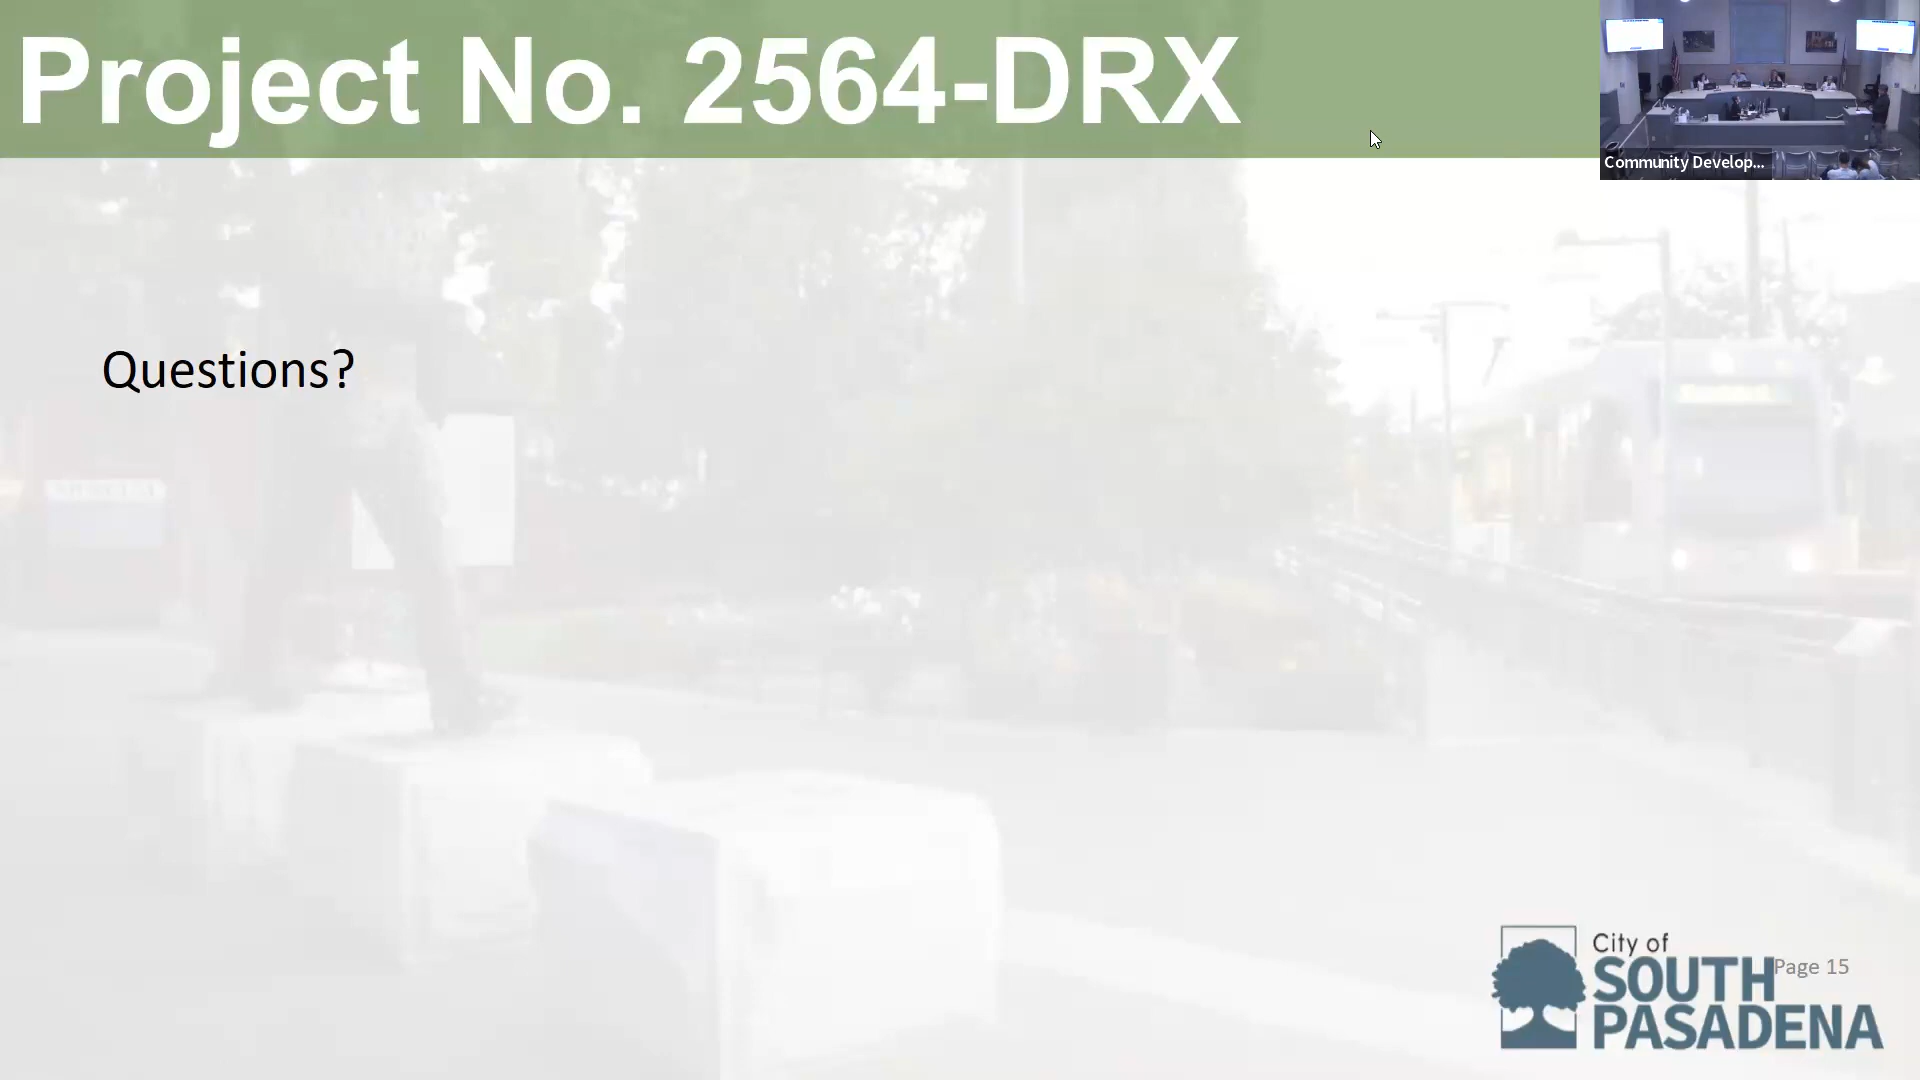 Project No. 2564-DRX
Community Develop...
Questions?
City of
SOUTH
Page 15
PASADENA